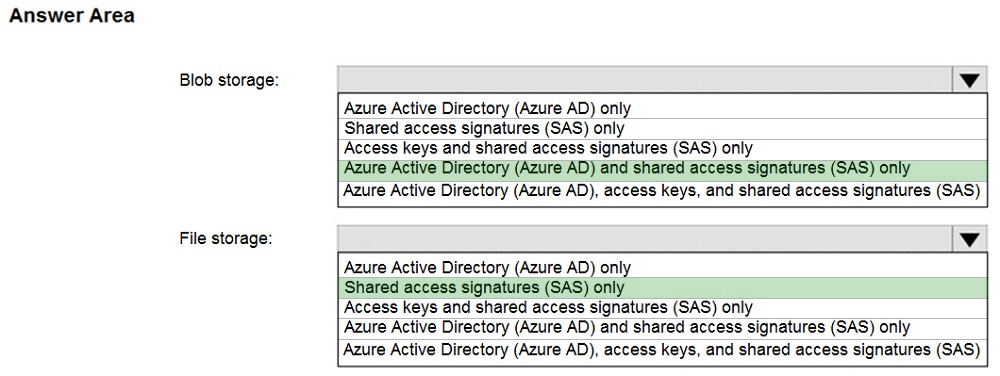 Answer Area
Blob storage:
Azure Active Directory (Azure AD) only
Shared access signatures (SAS) only
Access keys and shared access signatures (SAS) only
Azure Active Directory (Azure AD) and shared access signatures (SAS) only
Azure Active Directory (Azure AD), access keys, and shared access signatures (SAS)
File storage:
Azure Active Directory (Azure AD) only
Shared access signatures (SAS) only
Access keys and shared access signatures (SAS) only
Azure Active Directory (Azure AD) and shared access signatures (SAS) only
Azure Active Directory (Azure AD), access keys, and shared access signatures (SAS)